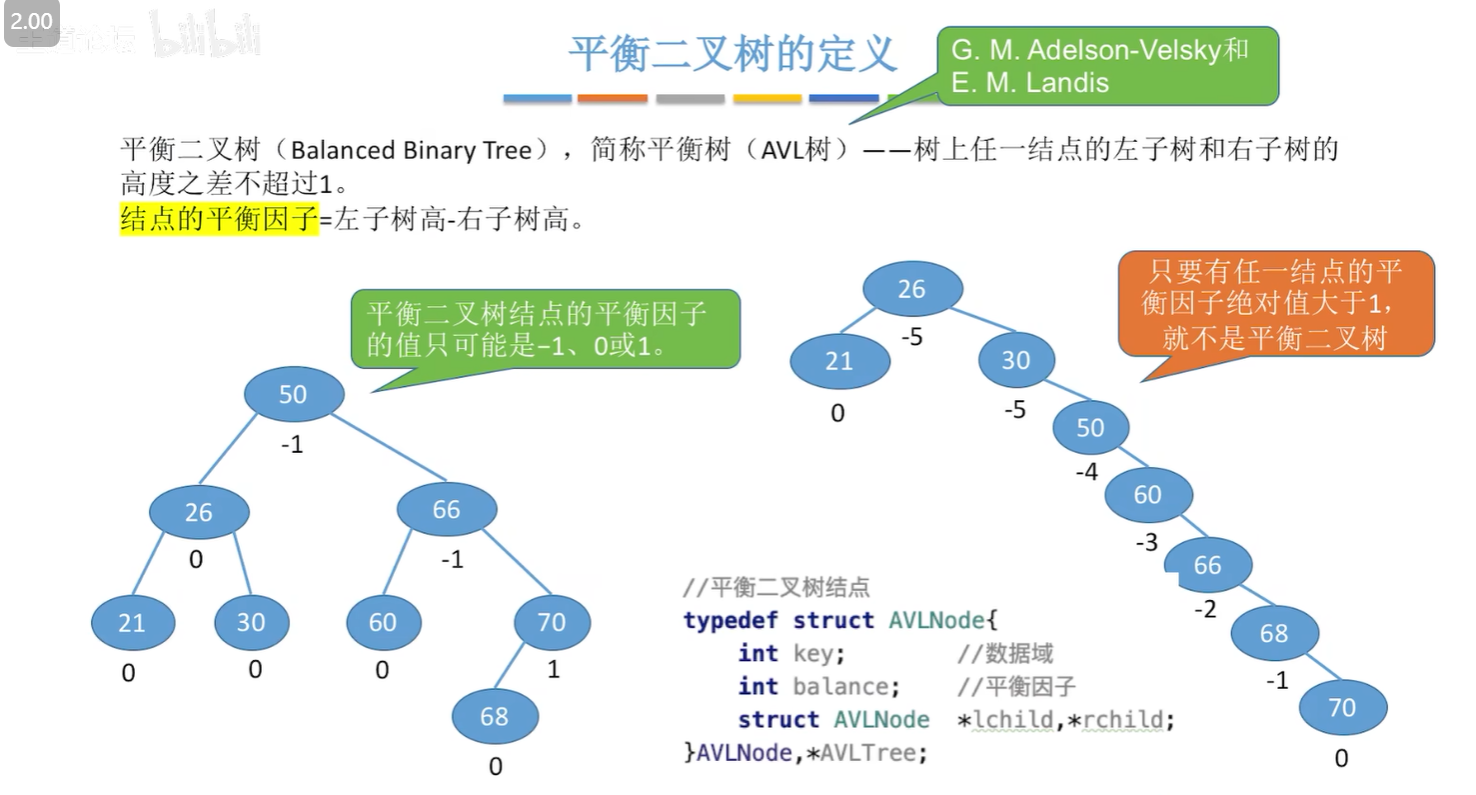 2.00
bilibili
平衡二叉树的定义
G. M. Adelson-Velsky和
E. M. Landis
平衡二叉树（Balanced Binary Tree），简称平衡树（AVL树）——树上任一结点的左子树和右子树的
高度之差不超过1。
结点的平衡因子=左子树高-右子树高。
平衡二叉树结点的平衡因子
的值只可能是−1、0或1。
只要有任一结点的平
衡因子绝对值大于1，
就不是平衡二叉树
50
-1
26
66
0
-1
21
30
60
70
0
0
0
1
68
0
26
-5
21
30
0
-5
50
-4
60
-3
66
-2
68
-1
70
0
//平衡二叉树结点
typedef struct AVLNode{
int key; //数据域
int balance; //平衡因子
struct AVLNode *lchild,*rchild;
}AVLNode,*AVLTree;